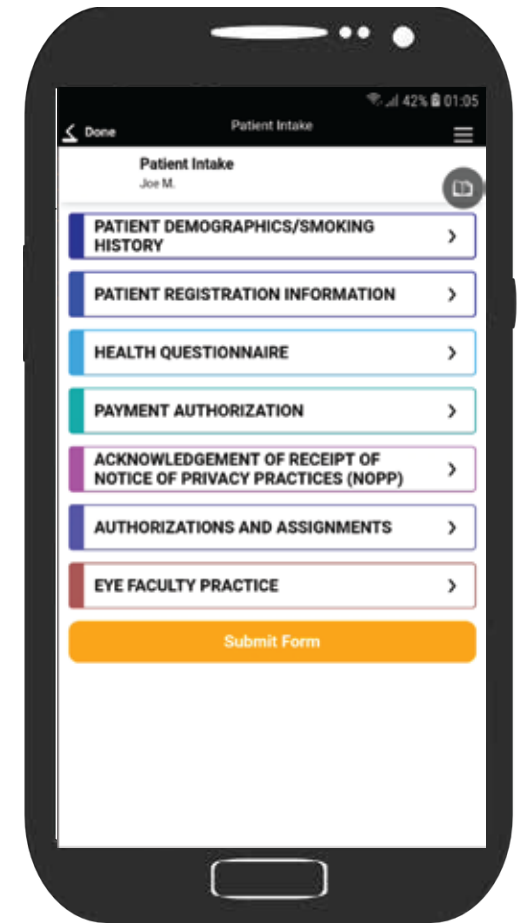 42% 01:05
Done
Patient Intake
Patient Intake
Joe M.
PATIENT DEMOGRAPHICS/SMOKING
HISTORY
PATIENT REGISTRATION INFORMATION
HEALTH QUESTIONNAIRE
PAYMENT AUTHORIZATION
ACKNOWLEDGEMENT OF RECEIPT OF
NOTICE OF PRIVACY PRACTICES (NOPP)
AUTHORIZATIONS AND ASSIGNMENTS
EYE FACULTY PRACTICE
Submit Form